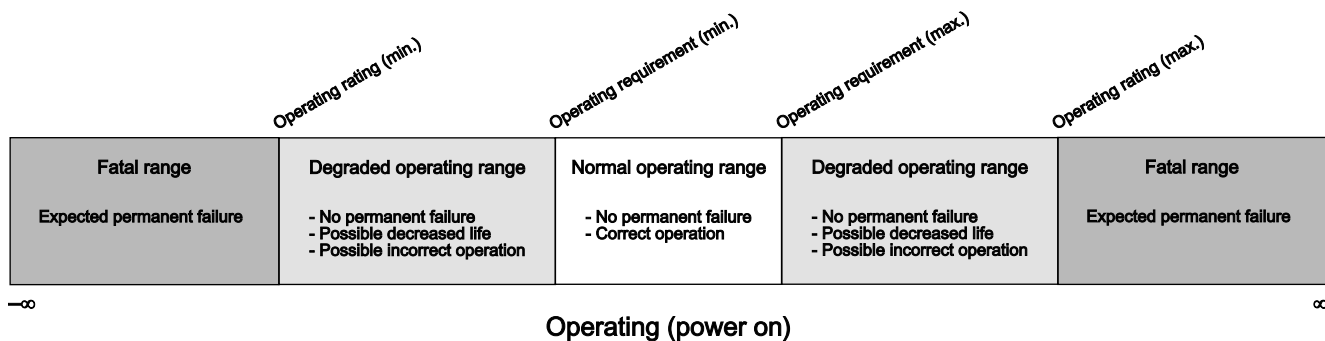 Operating rating (min.)
Operating requirement (min.)
Operating requirement (max.)
Operating rating (max.)
Fatal range
Expected permanent failure
Degraded operating range
- No permanent failure
- Possible decreased life
- Possible incorrect operation
Normal operating range
- No permanent failure
- Correct operation
Degraded operating range
- No permanent failure
- Possible decreased life
- Possible incorrect operation
Fatal range
Expected permanent failure
–∞
∞
Operating (power on)